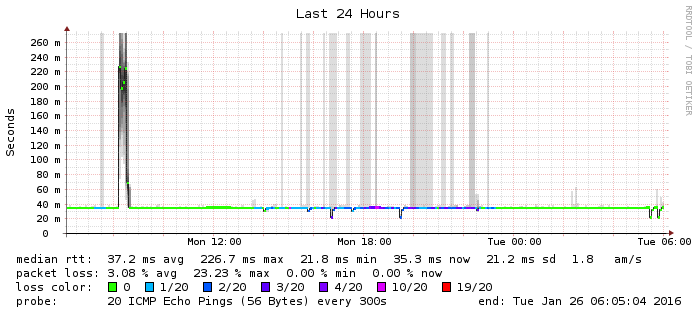 Last 24 Hours
RRDTOOL / TOBI OETIKER
Seconds
260 m
240 m
220 m
200 m
180 m
160 m
140 m
120 m
100 m
80 m
60 m
40 m
20 m
0
Mon 12:00 Mon 18:00 Tue 00:00 Tue 06:00
median rtt: 37.2 ms avg 226.7 ms max 21.8 ms min 35.3 ms now 21.2 ms sd 1.8 am/s
packet loss: 3.08 % avg 23.23 % max 0.00 % min 0.00 % now
loss color: 0 1/20 2/20 3/20 4/20 10/20 19/20
probe: 20 ICMP Echo Pings (56 Bytes) every 300s end: Tue Jan 26 06:05:04 2016